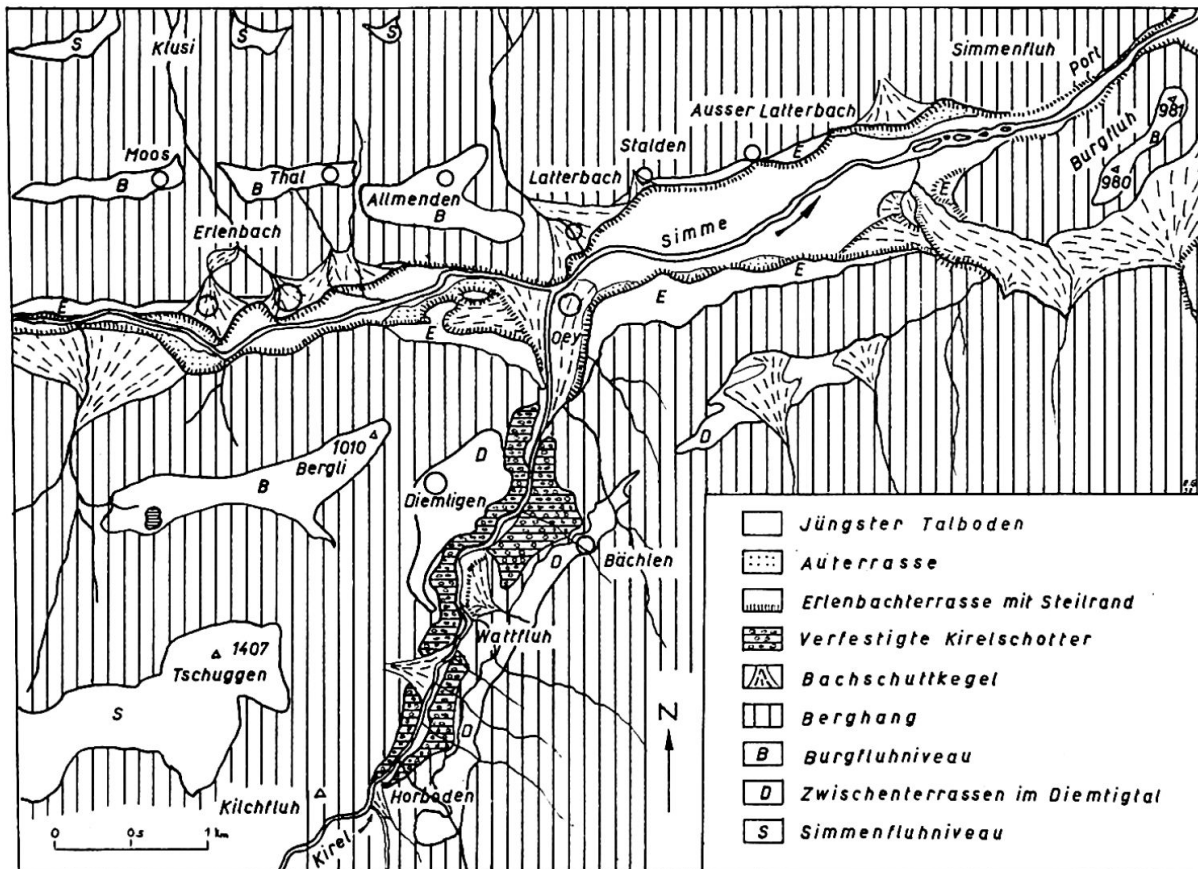 S
Klusi
S
S
Simmenfluh
Port
981
B
Burgfluh
980
Ausser Latterbach
E
Stalden
Moos
B
B
Thal
Allmenden
B
Latterbach
Simme
E
Erlenbach
E
E
E
E
Oey
D
1010
Bergli
B
D
Diemligen
Bächlen
D
1407
Tschuggen
S
Wattfluh
D
N
Kilchfluh
Horboden
Kirel
0 0.5 1 km
Jüngster Talboden
Auterrasse
Erlenbachterrasse mit Steilrand
Verfestigte Kirelschotter
Bachschuttkegel
Berghang
B Burgfluhniveau
D Zwischenterrassen im Diemtigtal
S Simmenfluhniveau